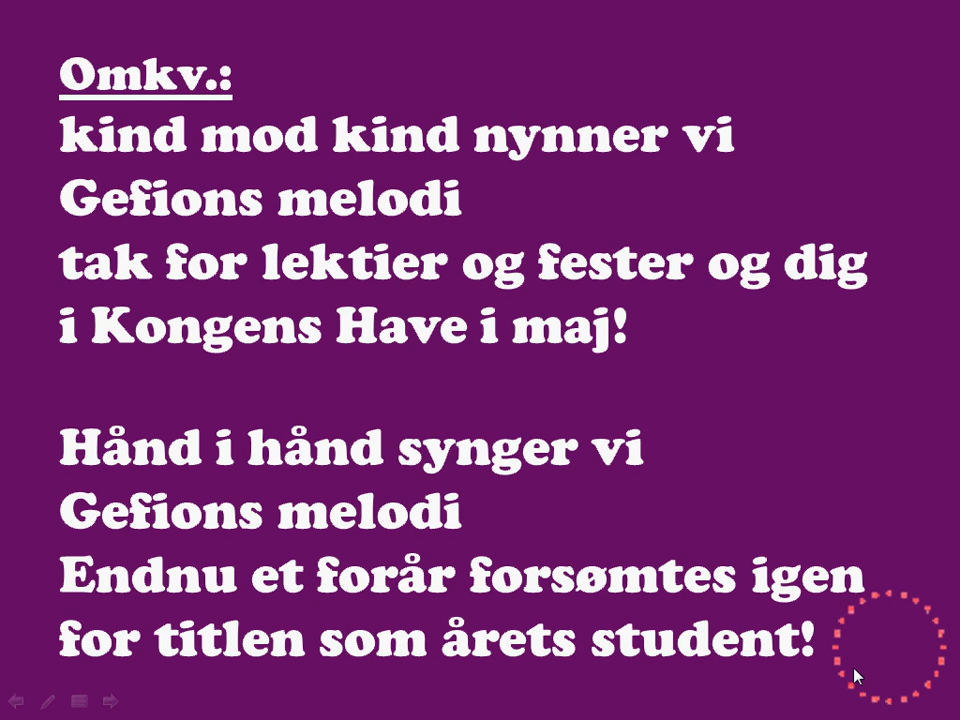 Omkv.:
kind mod kind nynner vi
Gefions melodi
tak for lektier og fester og dig
i Kongens Have i maj!
Hånd i hånd synger vi
Gefions melodi
Endnu et forår forsømtes igen
for titlen som årets student!